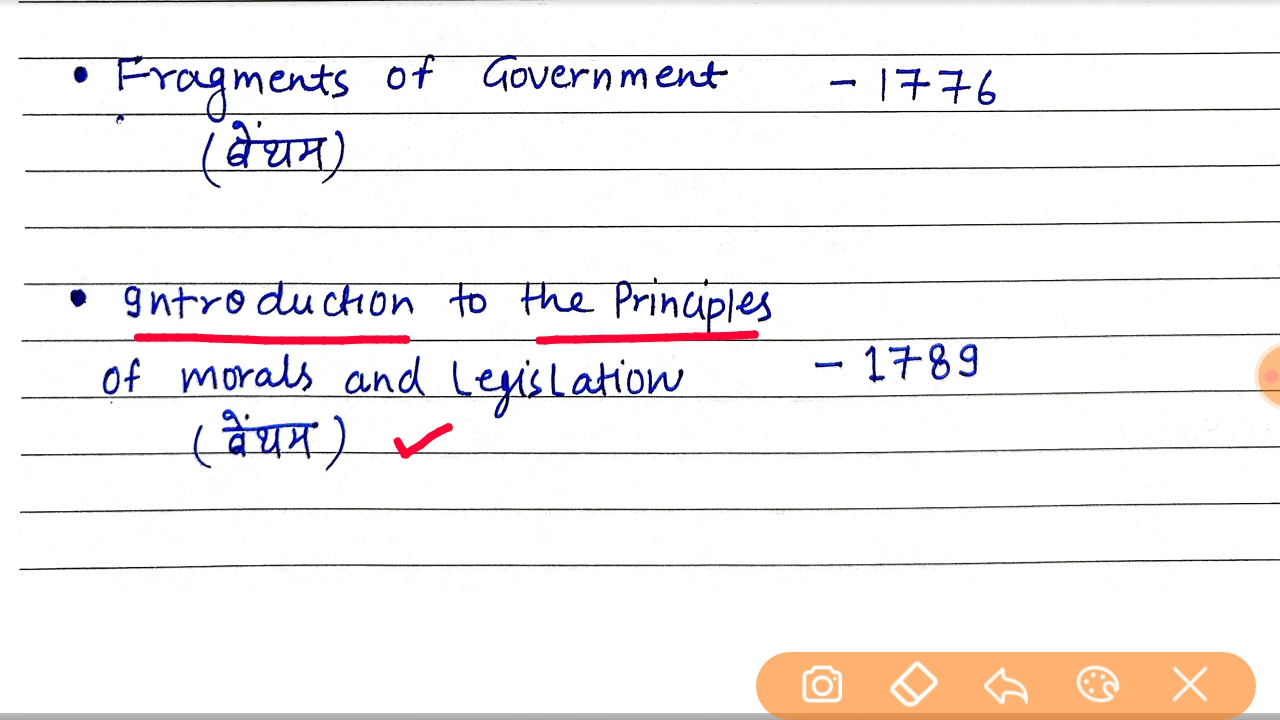 • Fragments of Government - 1776
(बेंथम)
• Introduction to the Principles
of morals and Legislation - 1789
(बेंथम)